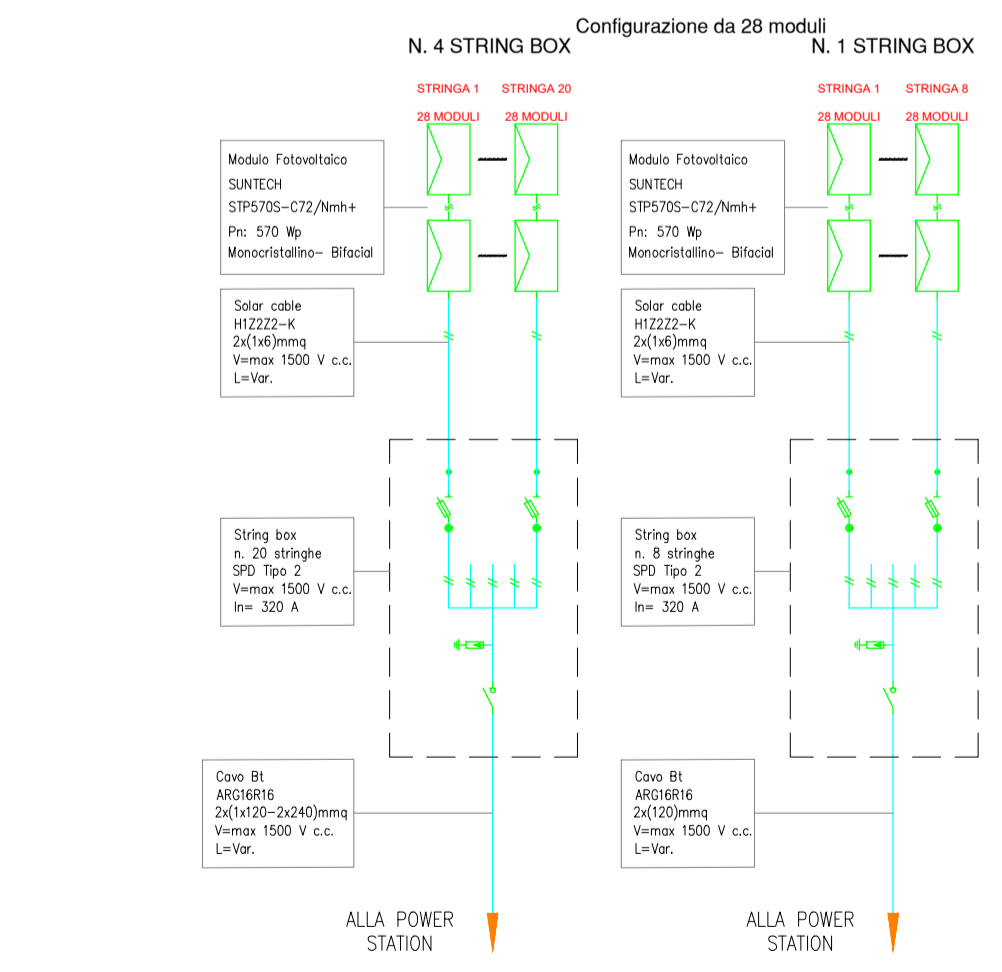 Configurazione da 28 moduli
N. 4 STRING BOX
STRINGA 1
STRINGA 20
28 MODULI
28 MODULI
Modulo Fotovoltaico
SUNTECH
STP570S-C72/Nmh+
Pn: 570 Wp
Monocristallino- Bifacial
Solar cable
H1Z2Z2-K
2x(1x6)mmq
V=max 1500 V c.c.
L=Var.
String box
n. 20 stringhe
SPD Tipo 2
V=max 1500 V c.c.
In= 320 A
Cavo Bt
ARG16R16
2x(1x120-2x240)mmq
V=max 1500 V c.c.
L=Var.
ALLA POWER
STATION
N. 1 STRING BOX
STRINGA 1
STRINGA 8
28 MODULI
28 MODULI
Modulo Fotovoltaico
SUNTECH
STP570S-C72/Nmh+
Pn: 570 Wp
Monocristallino- Bifacial
Solar cable
H1Z2Z2-K
2x(1x6)mmq
V=max 1500 V c.c.
L=Var.
String box
n. 8 stringhe
SPD Tipo 2
V=max 1500 V c.c.
In= 320 A
Cavo Bt
ARG16R16
2x(120)mmq
V=max 1500 V c.c.
L=Var.
ALLA POWER
STATION